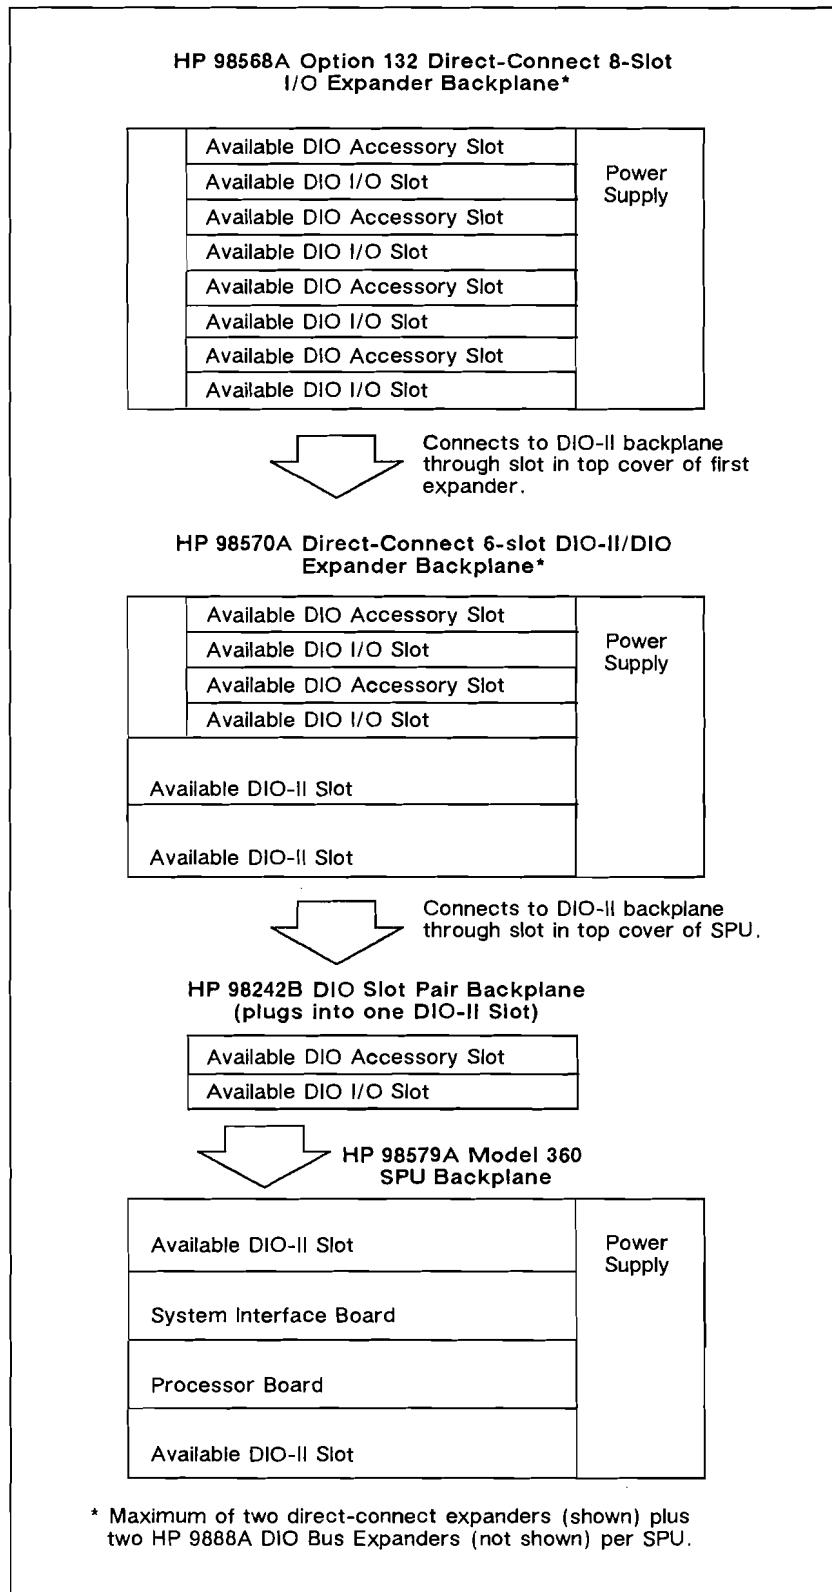 HP 98568A Option 132 Direct-Connect 8-Slot
I/O Expander Backplane*
Available DIO Accessory Slot
Available DIO I/O Slot
Available DIO Accessory Slot
Available DIO I/O Slot
Available DIO Accessory Slot
Available DIO I/O Slot
Available DIO Accessory Slot
Available DIO I/O Slot
Power
Supply
Connects to DIO-II backplane
through slot in top cover of first
expander.
HP 98570A Direct-Connect 6-slot DIO-II/DIO
Expander Backplane*
Available DIO Accessory Slot
Available DIO I/O Slot
Available DIO Accessory Slot
Available DIO I/O Slot
Available DIO-II Slot
Available DIO-II Slot
Power
Supply
Connects to DIO-II backplane
through slot in top cover of SPU.
HP 98242B DIO Slot Pair Backplane
(plugs into one DIO-II Slot)
Available DIO Accessory Slot
Available DIO I/O Slot
HP 98579A Model 360
SPU Backplane
Available DIO-II Slot
System Interface Board
Processor Board
Available DIO-II Slot
Power
Supply
* Maximum of two direct-connect expanders (shown) plus
two HP 9888A DIO Bus Expanders (not shown) per SPU.